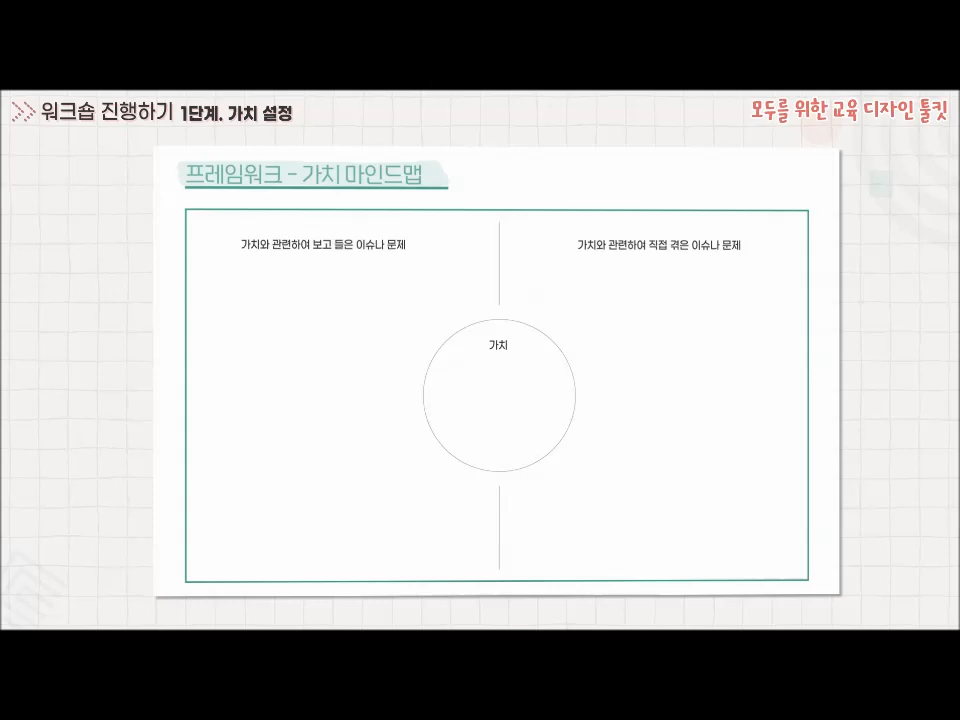 워크숍 진행하기 1단계. 가치 설정
모두를 위한 교육 디자인 툴킷
프레임워크 - 가치 마인드맵
가치와 관련하여 보고 들은 이슈나 문제
가치와 관련하여 직접 겪은 이슈나 문제
가치